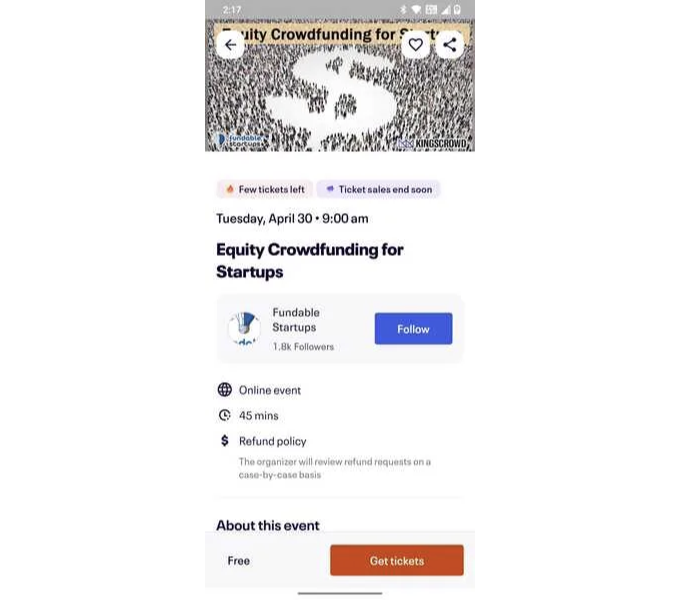 2:17
Equity Crowdfunding for Start
fundable
startups
KINGSCROWD
Few tickets left
Ticket sales end soon
Tuesday, April 30 • 9:00 am
Equity Crowdfunding for
Startups
Fundable
Startups
1.8k Followers
Follow
Online event
45 mins
$ Refund policy
The organizer will review refund requests on a
case-by-case basis
About this event
Free
Get tickets